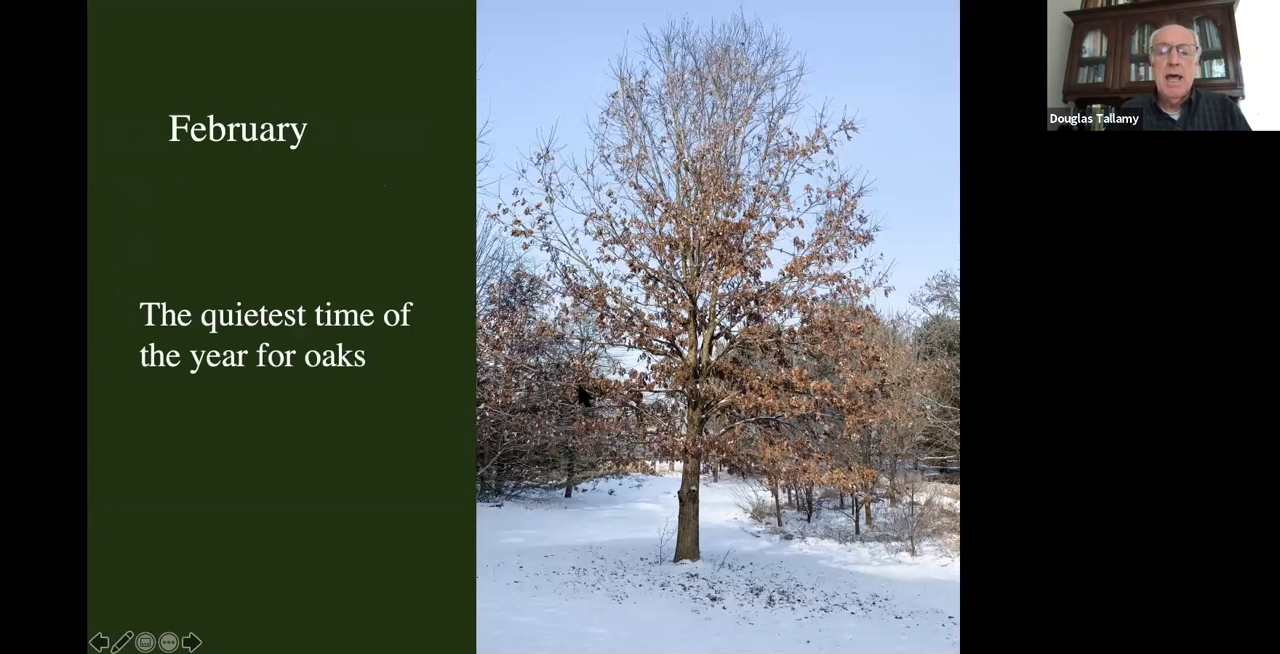 February
The quietest time of
the year for oaks
Douglas Tallamy